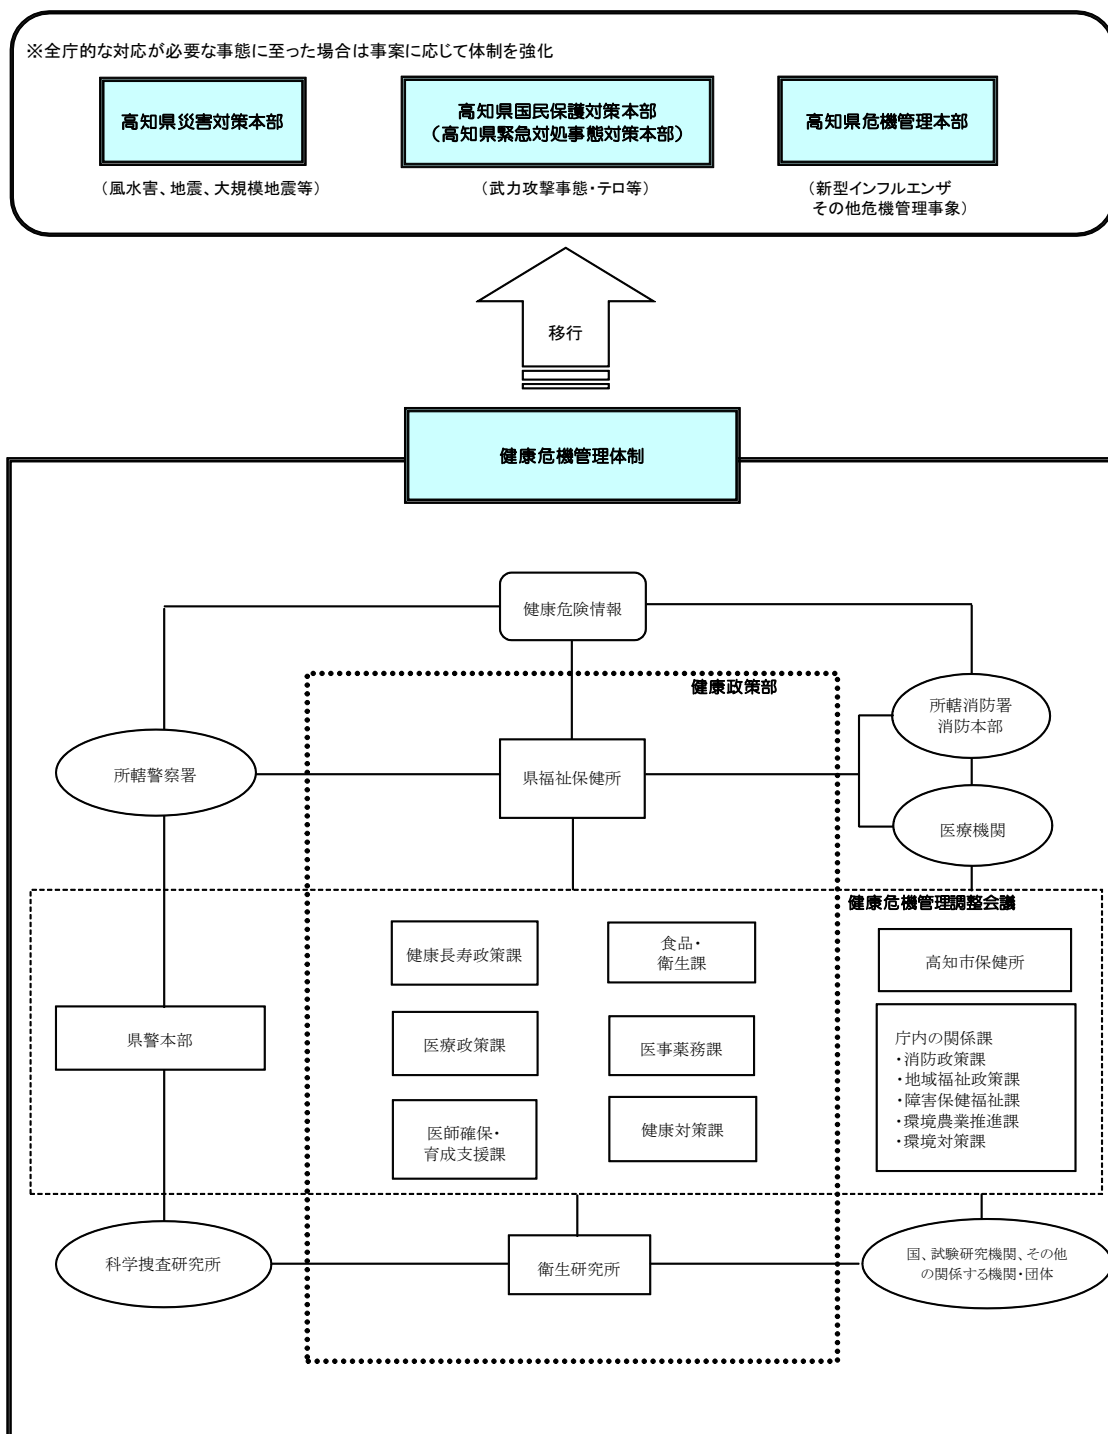 ※全庁的な対応が必要な事態に至った場合は事案に応じて体制を強化
高知県災害対策本部
高知県国民保護対策本部
（高知県緊急対処事態対策本部）
高知県危機管理本部
（風水害、地震、大規模地震等）
（武力攻撃事態・テロ等）
（新型インフルエンザ
その他危機管理事象）
移行
健康危機管理体制
健康危険情報
健康政策部
所轄消防署
消防本部
所轄警察署
県福祉保健所
医療機関
健康危機管理調整会議
健康長寿政策課
食品・
衛生課
高知市保健所
県警本部
医療政策課
医事薬務課
庁内の関係課
・消防政策課
・地域福祉政策課
・障害保健福祉課
・環境農業推進課
・環境対策課
医師確保・
育成支援課
健康対策課
科学捜査研究所
衛生研究所
国、試験研究機関、その他
の関係する機関・団体